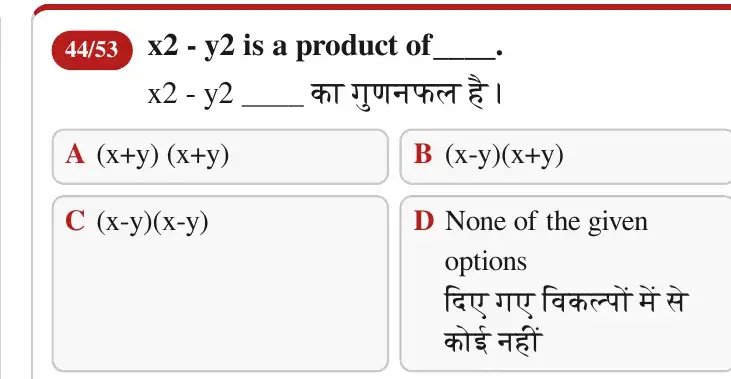 44/53 x2 - y2 is a product of____.
x2 - y2 ____ का गुणनफल है।
A (x+y) (x+y)
B (x-y)(x+y)
C (x-y)(x-y)
D None of the given
options
दिए गए विकल्पों में से
कोई नहीं